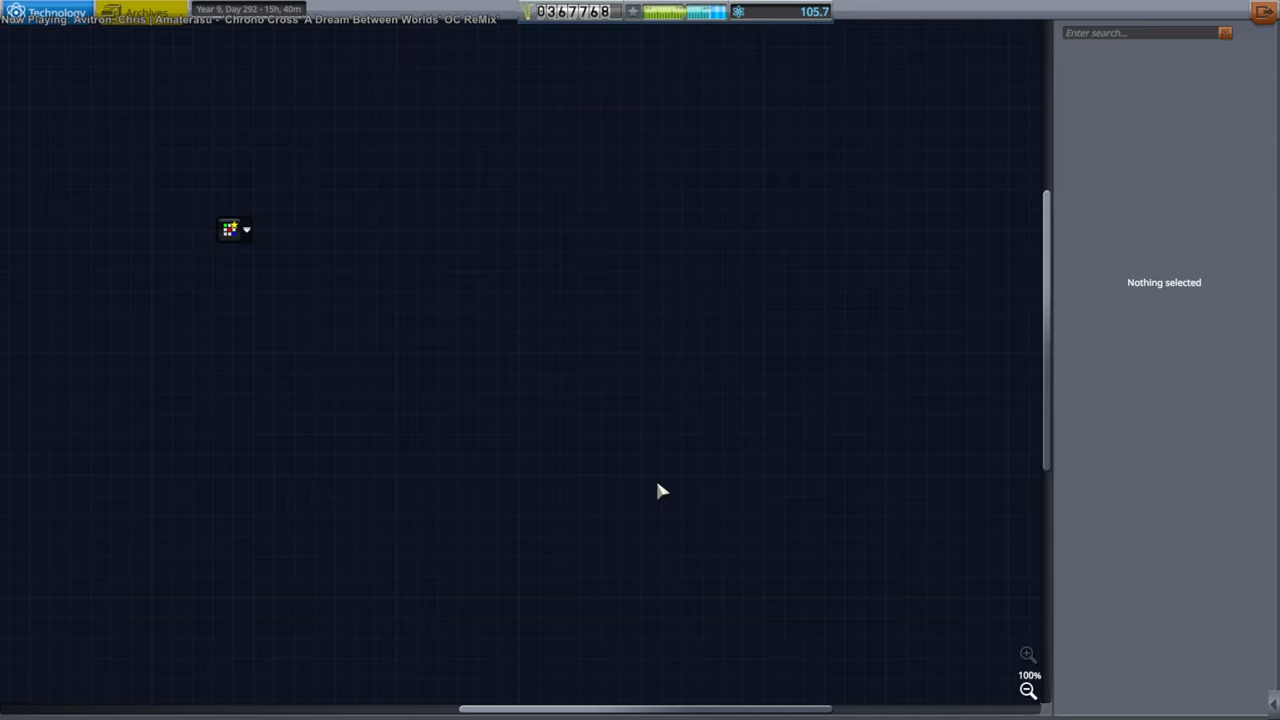 Technology
Archives
Year 9, Day 292 - 15h, 40m
Now Playing: Avitron: Chris | Amaterasu - 'Chrono Cross 'A Dream Between Worlds' OC ReMix'
0367768
105.7
Enter search...
Nothing selected
100%